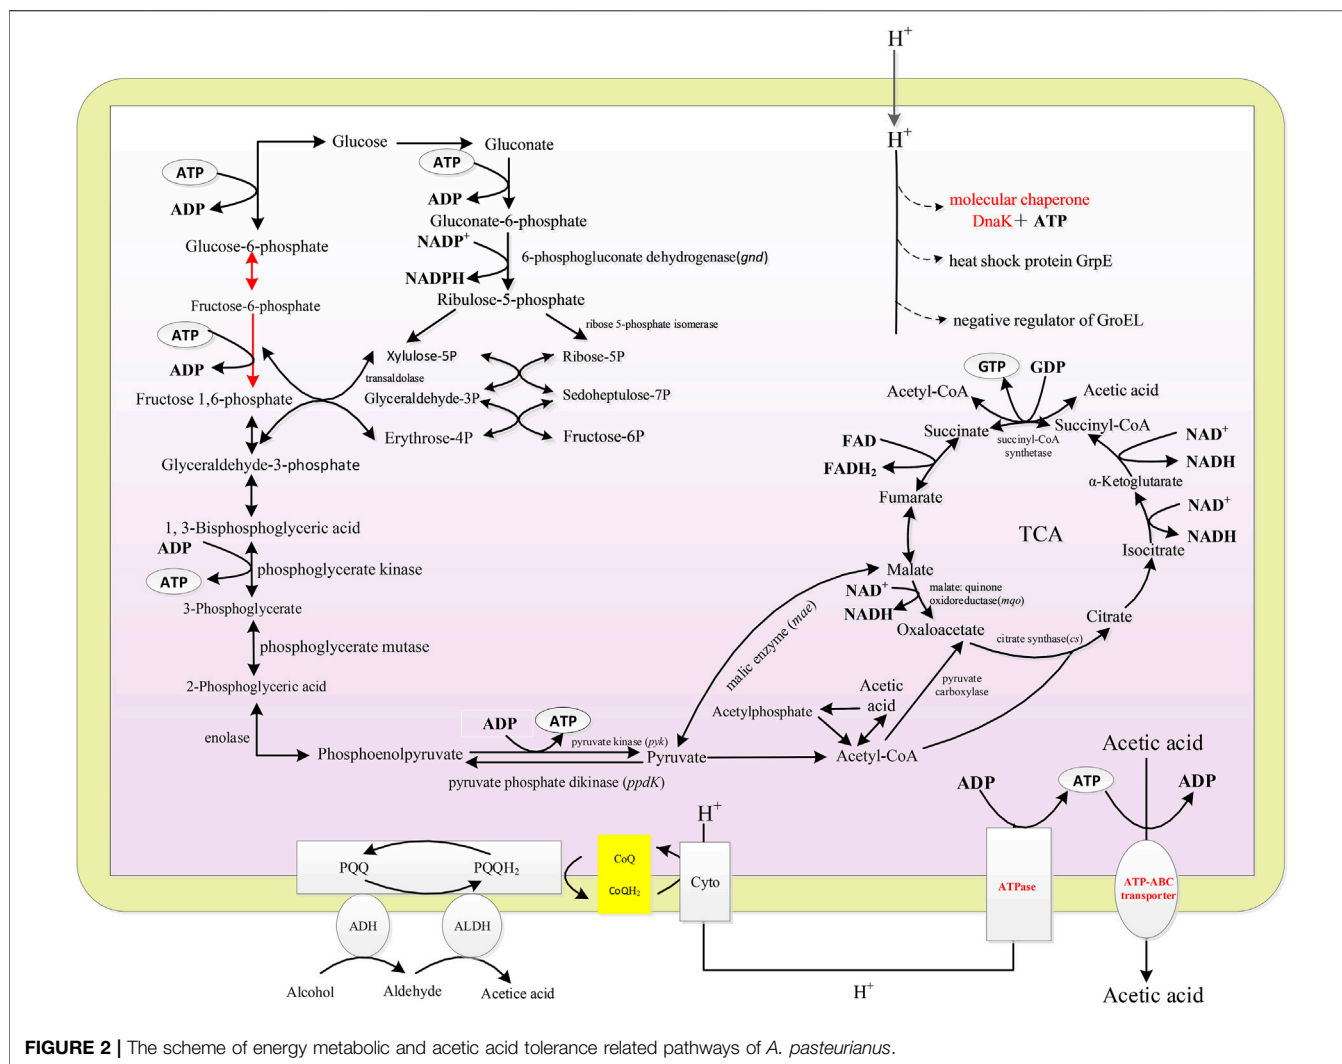 H+
H+
Glucose
Gluconate
ATP
ADP
ATP
ADP
Glucose-6-phosphate
Gluconate-6-phosphate
NADP+
NADPH
6-phosphogluconate dehydrogenase(gnd)
molecular chaperone
DnaK+ ATP
heat shock protein GrpE
negative regulator of GroEL
Fructose-6-phosphate
Ribulose-5-phosphate
ribose 5-phosphate isomerase
ATP
ADP
Xylulose-5P
Ribose-5P
transaldolase
Fructose 1,6-phosphate
Glyceraldehyde-3P
Sedoheptulose-7P
Erythrose-4P
Fructose-6P
Glyceraldehyde-3-phosphate
1, 3-Bisphosphoglyceric acid
ADP
ATP
phosphoglycerate kinase
3-Phosphoglycerate
phosphoglycerate mutase
2-Phosphoglyceric acid
enolase
Phosphoenolpyruvate
ADP
ATP
pyruvate kinase (pyk)
pyruvate phosphate dikinase (ppdK)
Pyruvate
malic enzyme (mae)
GTP
GDP
Acetyl-CoA
Acetic acid
Succinate
succinyl-CoA
synthetase
Succinyl-CoA
FAD
FADH2
NAD+
NADH
α-Ketoglutarate
Fumarate
NAD+
NADH
TCA
Isocitrate
Malate
NAD+
NADH
malate: quinone
oxidoreductase(mqo)
Oxaloacetate
citrate synthase(cs)
Citrate
pyruvate
carboxylase
Acetic
acid
Acetylphosphate
Acetyl-CoA
Acetic acid
ADP
ATP
ADP
H+
PQQ
PQQH2
CoQ
CoQH2
Cyto
ATPase
ATP-ABC
transporter
ADH
ALDH
Alcohol
Aldehyde
Acetice acid
H+
Acetic acid
FIGURE 2 | The scheme of energy metabolic and acetic acid tolerance related pathways of A. pasteurianus.